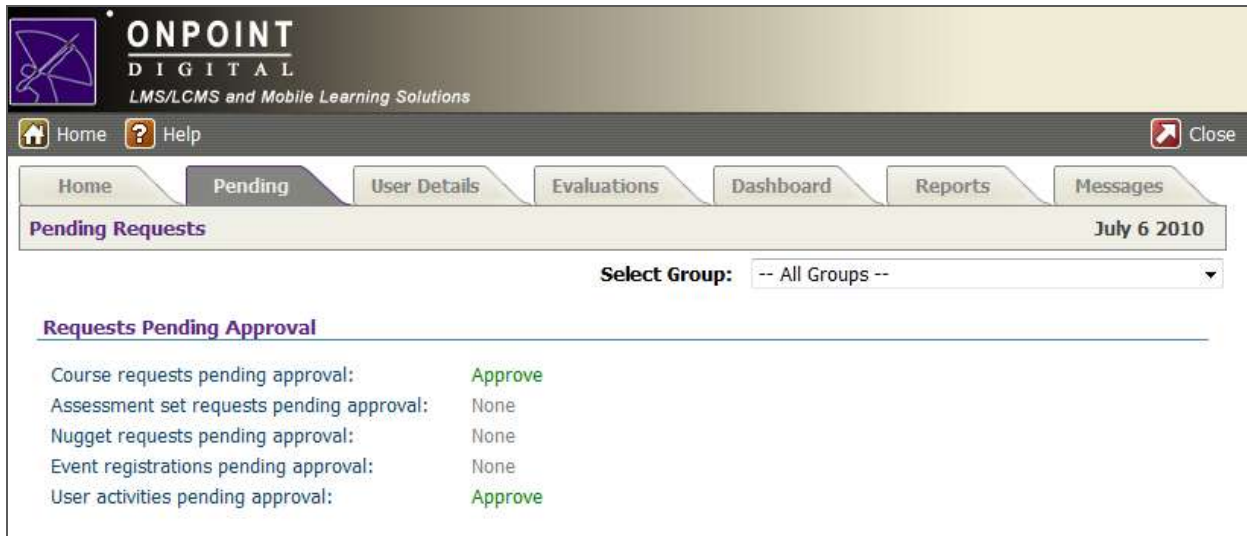 ONPOINT
DIGITAL
LMS/LCMS and Mobile Learning Solutions
Home ? Help Close
Home Pending User Details Evaluations Dashboard Reports Messages
Pending Requests July 6 2010
Select Group: -- All Groups --
Requests Pending Approval
Course requests pending approval: Approve
Assessment set requests pending approval: None
Nugget requests pending approval: None
Event registrations pending approval: None
User activities pending approval: Approve